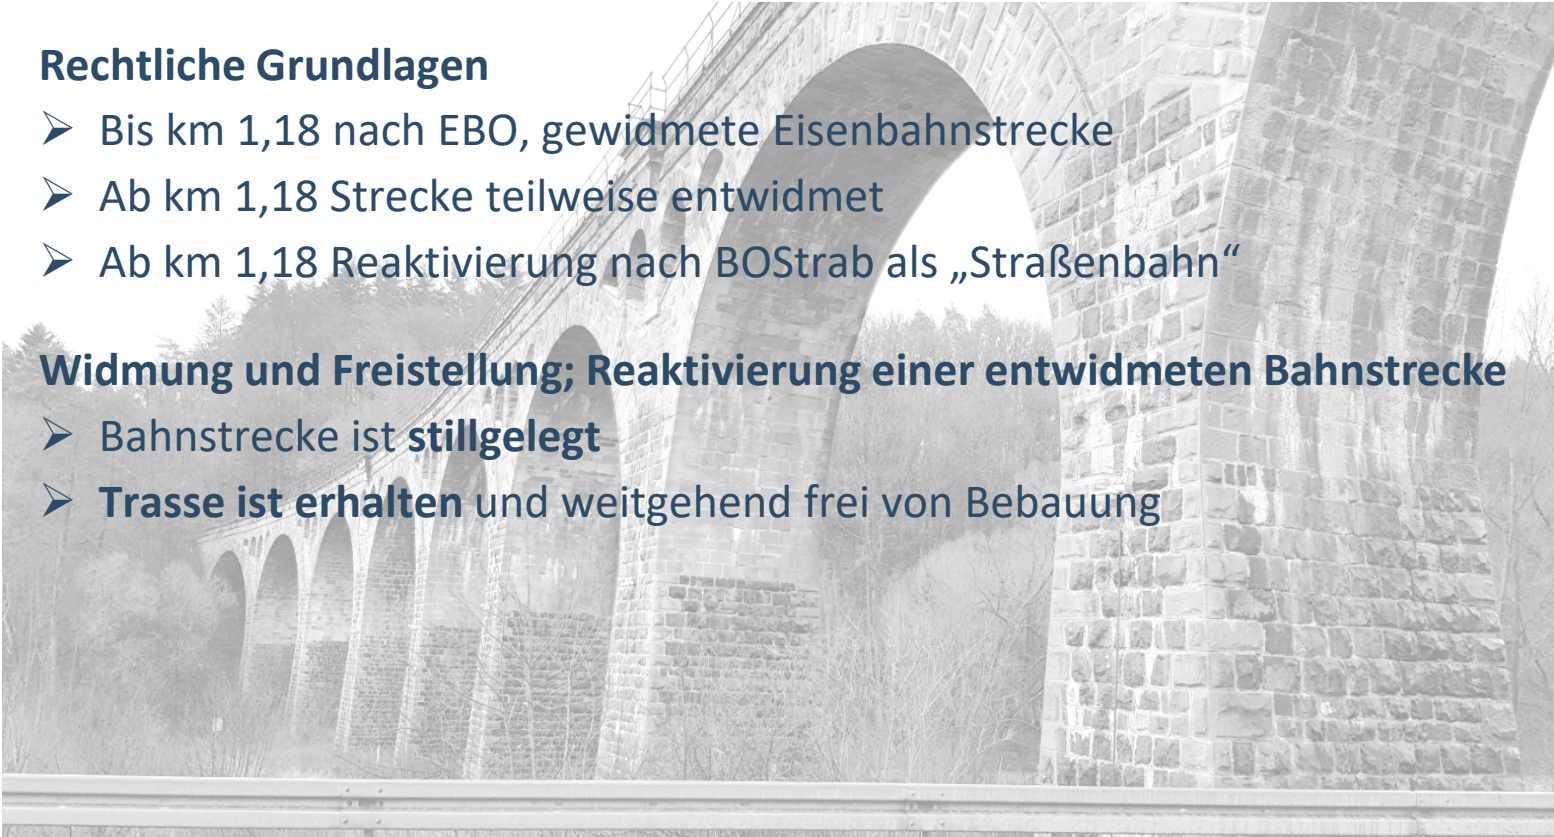 Rechtliche Grundlagen
➢ Bis km 1,18 nach EBO, gewidmete Eisenbahnstrecke
➢ Ab km 1,18 Strecke teilweise entwidmet
➢ Ab km 1,18 Reaktivierung nach BOStrab als „Straßenbahn“
Widmung und Freistellung; Reaktivierung einer entwidmeten Bahnstrecke
➢ Bahnstrecke ist stillgelegt
➢ Trasse ist erhalten und weitgehend frei von Bebauung